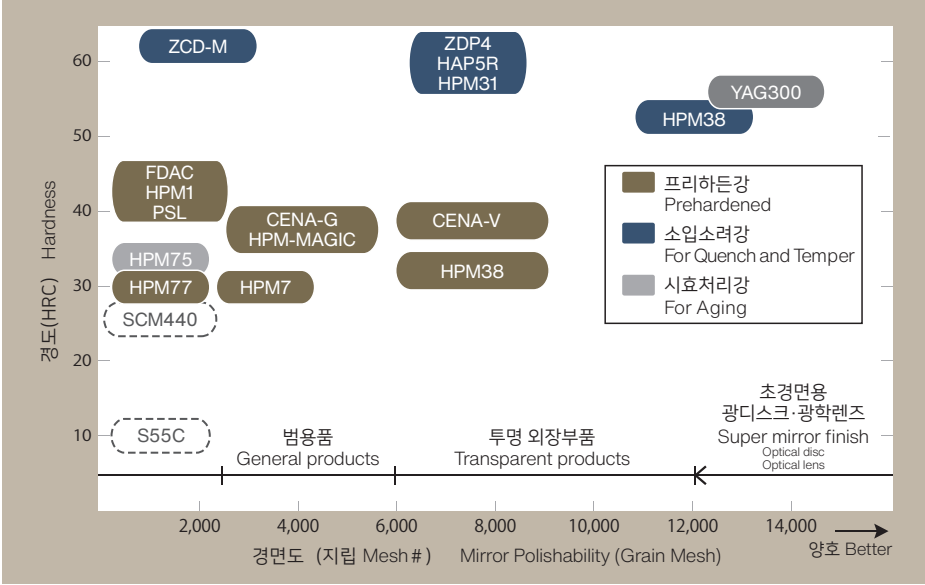 경도(HRC) Hardness
60
50
40
30
20
10
ZCD-M
ZDP4
HAP5R
HPM31
YAG300
HPM38
FDAC
HPM1
PSL
CENA-G
HPM-MAGIC
CENA-V
HPM38
HPM75
HPM77
HPM7
SCM440
S55C
프리하든강
Prehardened
소입소려강
For Quench and Temper
시효처리강
For Aging
범용품
General products
투명 외장부품
Transparent products
초경면용
광디스크·광학렌즈
Super mirror finish
Optical disc
Optical lens
2,000 4,000 6,000 8,000 10,000 12,000 14,000
양호 Better
경면도 (지립 Mesh#) Mirror Polishability (Grain Mesh)